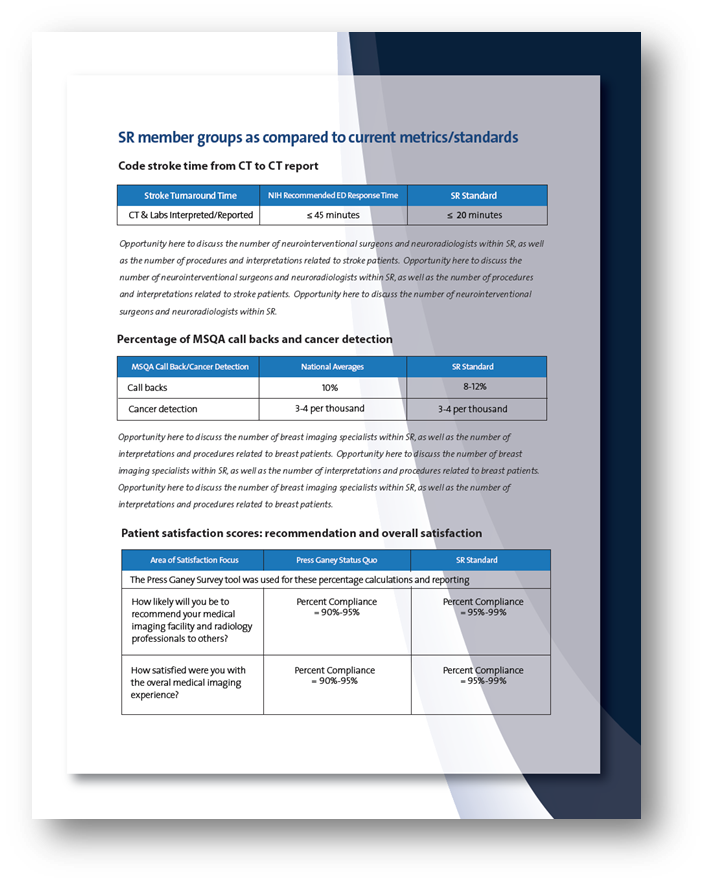 SR member groups as compared to current metrics/standards
Code stroke time from CT to CT report
Stroke Turnaround Time NIH Recommended ED Response Time SR Standard
CT & Labs Interpreted/Reported ≤ 45 minutes ≤ 20 minutes
Opportunity here to discuss the number of neurointerventional surgeons and neuroradiologists within SR, as well
as the number of procedures and interpretations related to stroke patients. Opportunity here to discuss the
number of neurointerventional surgeons and neuroradiologists within SR, as well as the number of procedures
and interpretations related to stroke patients. Opportunity here to discuss the number of neurointerventional
surgeons and neuroradiologists within SR.
Percentage of MSQA call backs and cancer detection
MSQA Call Back/Cancer Detection National Averages SR Standard
Call backs 10% 8-12%
Cancer detection 3-4 per thousand 3-4 per thousand
Opportunity here to discuss the number of breast imaging specialists within SR, as well as the number of
interpretations and procedures related to breast patients. Opportunity here to discuss the number of breast
imaging specialists within SR, as well as the number of interpretations and procedures related to breast patients.
Opportunity here to discuss the number of breast imaging specialists within SR, as well as the number of
interpretations and procedures related to breast patients.
Patient satisfaction scores: recommendation and overall satisfaction
Area of Satisfaction Focus Press Ganey Status Quo SR Standard
The Press Ganey Survey tool was used for these percentage calculations and reporting
How likely will you be to Percent Compliance Percent Compliance
recommend your medical = 90%-95% = 95%-99%
imaging facility and radiology
professionals to others?
How satisfied were you with Percent Compliance Percent Compliance
the overal medical imaging = 90%-95% = 95%-99%
experience?